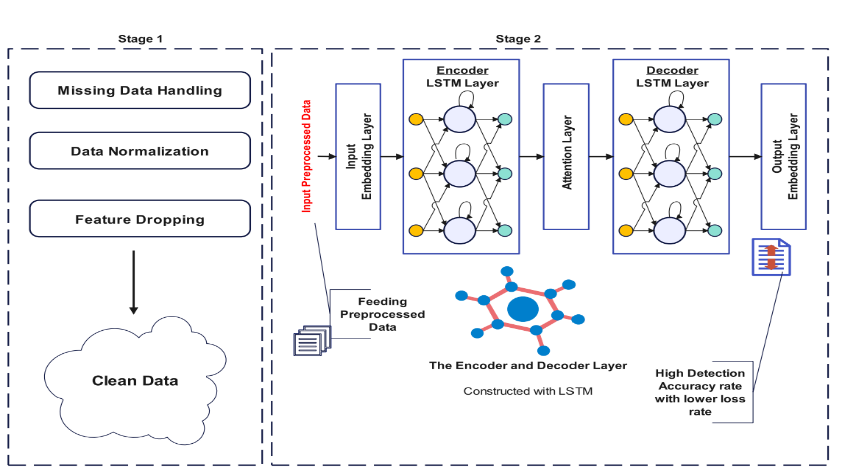 Stage 1
Missing Data Handling
Data Normalization
Feature Dropping
Clean Data
Stage 2
Input Preprocessed Data
Input
Embedding Layer
Encoder
LSTM Layer
Attention Layer
Decoder
LSTM Layer
Output
Embedding Layer
Feeding
Preprocessed
Data
The Encoder and Decoder Layer
Constructed with LSTM
High Detection
Accuracy rate
with lower loss
rate